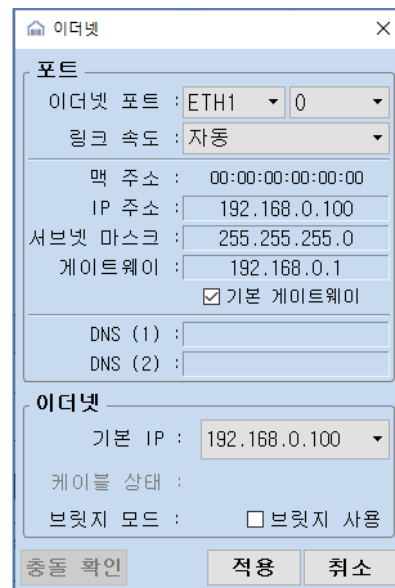 이더넷
포트
이더넷 포트 : ETH1 0
링크 속도 : 자동
맥 주소 : 00:00:00:00:00:00
IP 주소 : 192.168.0.100
서브넷 마스크 : 255.255.255.0
게이트웨이 : 192.168.0.1
기본 게이트웨이
DNS (1) :
DNS (2) :
이더넷
기본 IP : 192.168.0.100
케이블 상태 :
브릿지 모드 : 브릿지 사용
충돌 확인 적용 취소